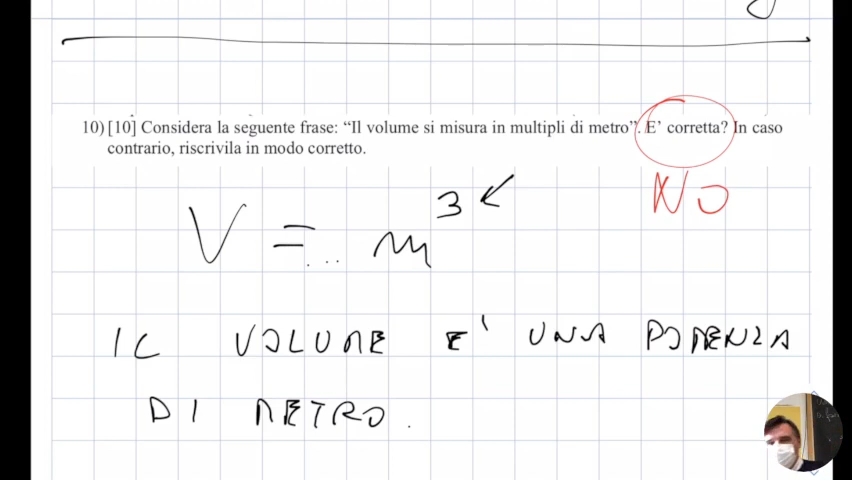 10) [10] Considera la seguente frase: “Il volume si misura in multipli di metro”. E’ corretta? In caso
contrario, riscrivila in modo corretto.
NO
V = ... m³
IL VOLUME E' UNA POTENZA
DI METRO.